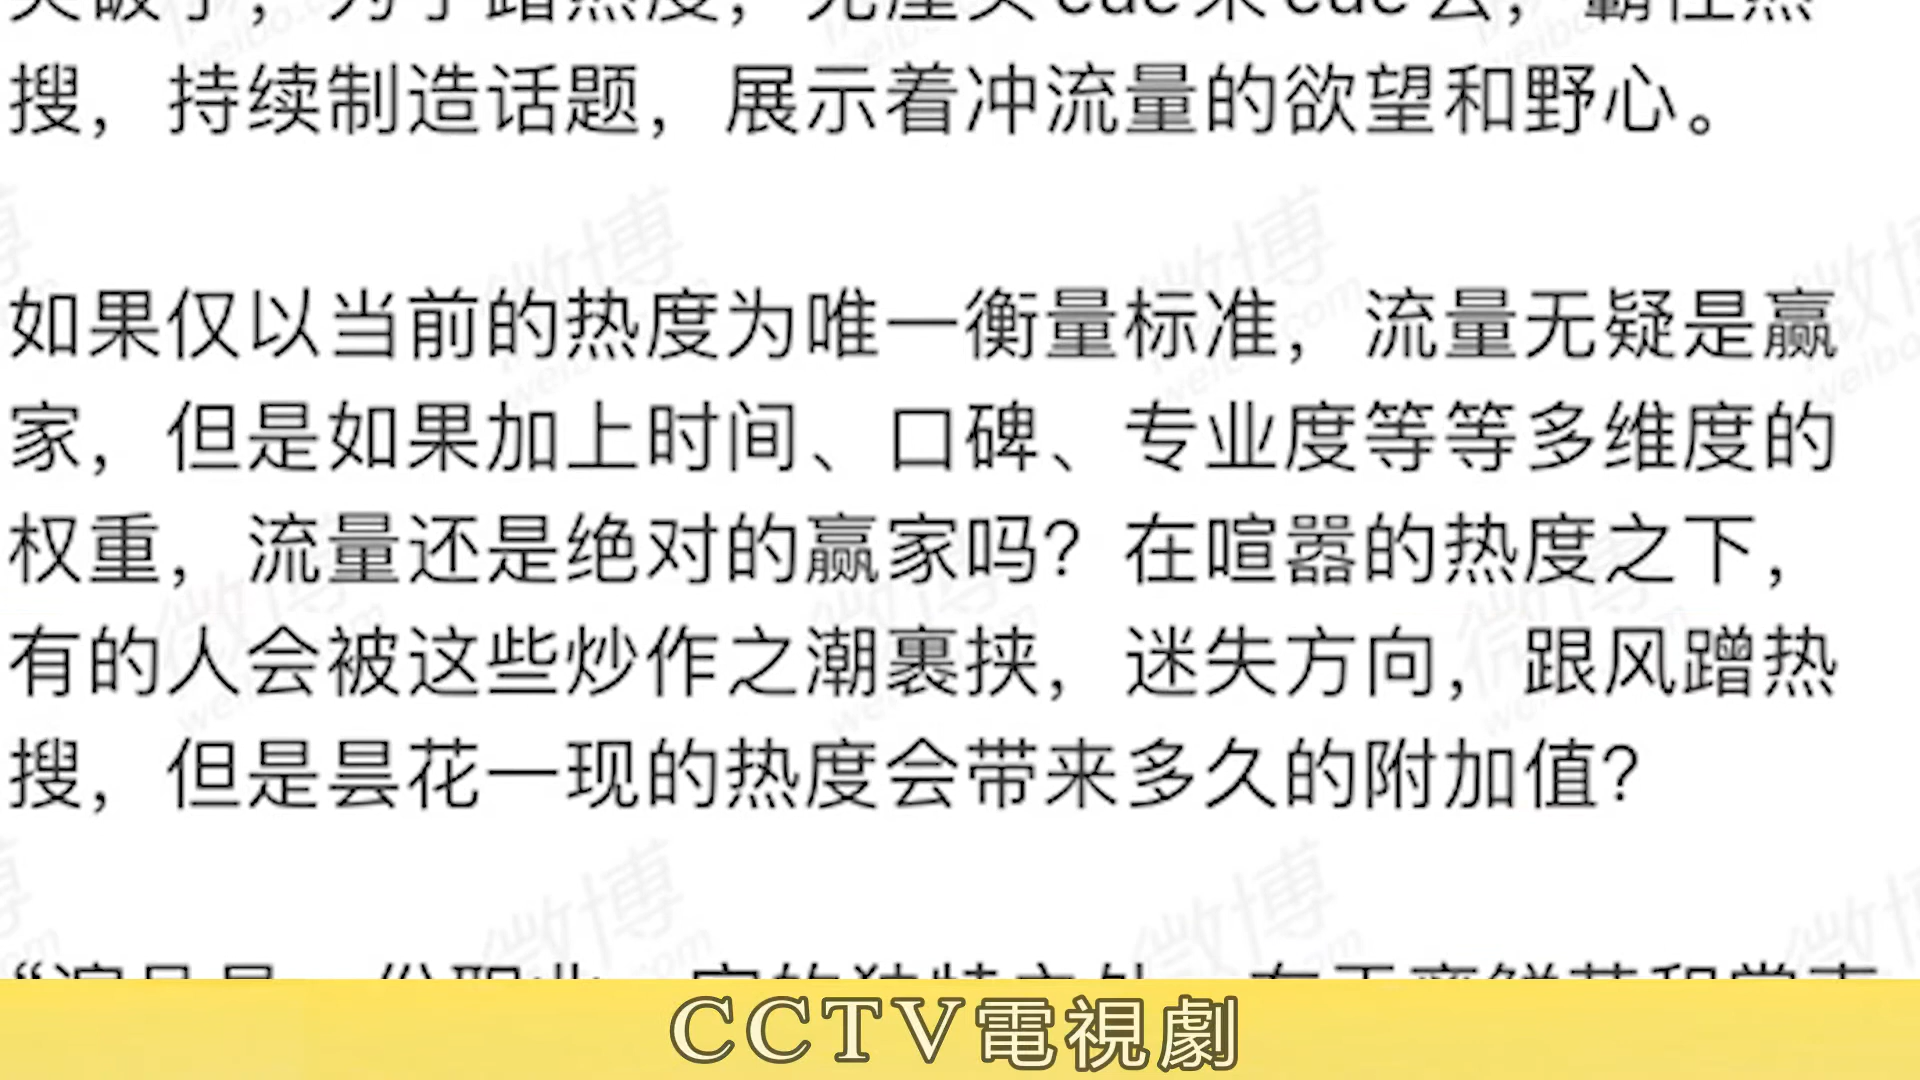 搜，持续制造话题，展示着冲流量的欲望和野心。
如果仅以当前的热度为唯一衡量标准，流量无疑是赢
家，但是如果加上时间、口碑、专业度等等多维度的
权重，流量还是绝对的赢家吗？在喧嚣的热度之下，
有的人会被这些炒作之潮裹挟，迷失方向，跟风蹭热
搜，但是昙花一现的热度会带来多久的附加值？
CCTV電視劇